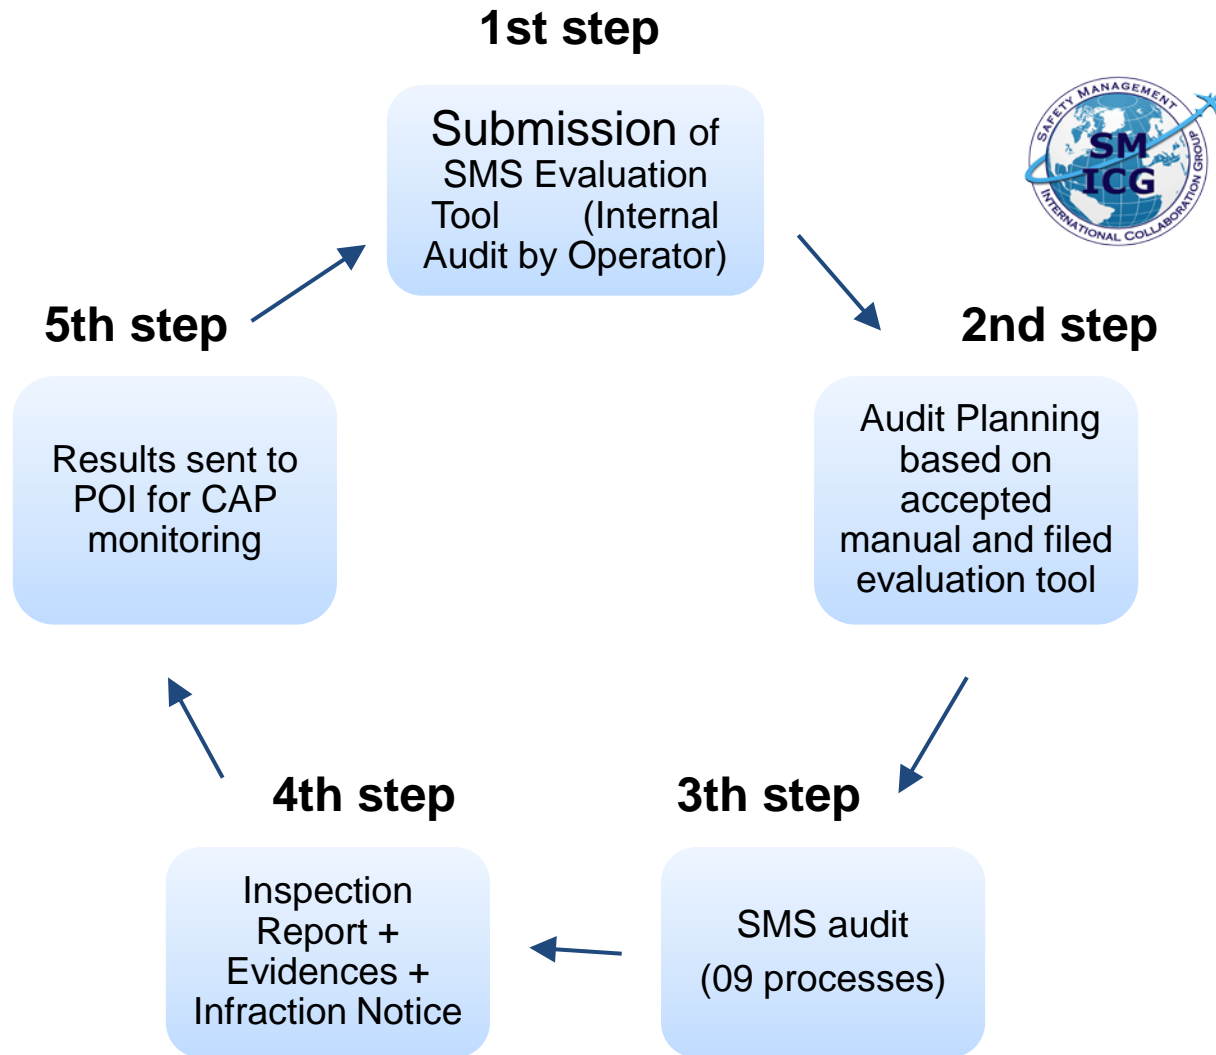 1st step
Submission of
SMS Evaluation
Tool (Internal
Audit by Operator)
SAFETY MANAGEMENT
SM
ICG
INTERNATIONAL COLLABORATION GROUP
2nd step
Audit Planning
based on
accepted
manual and filed
evaluation tool
3th step
SMS audit
(09 processes)
4th step
Inspection
Report +
Evidences +
Infraction Notice
5th step
Results sent to
POI for CAP
monitoring